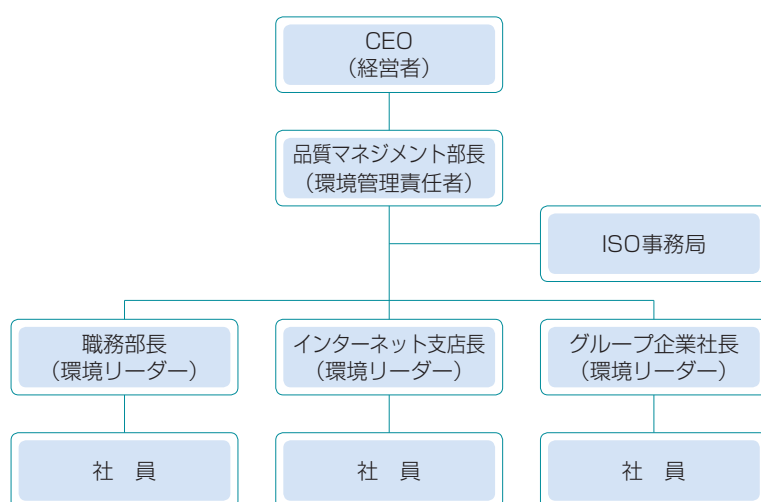 CEO
（経営者）
品質マネジメント部長
（環境管理責任者）
ISO事務局
職務部長
（環境リーダー）
インターネット支店長
（環境リーダー）
グループ企業社長
（環境リーダー）
社　員
社　員
社　員